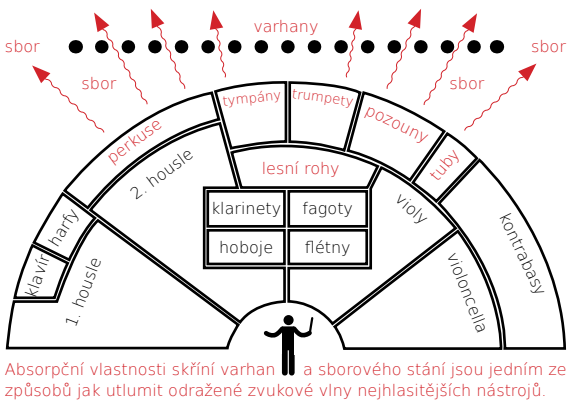 varhany
sbor
sbor
sbor
sbor
tympány
trumpety
perkuse
pozouny
tuby
2. housle
lesní rohy
klarinety
fagoty
violy
harfy
hoboje
flétny
kontrabasy
klavír
1. housle
violoncella
Absorpční vlastnosti skříní varhan a sborového stání jsou jedním ze
způsobů jak utlumit odražené zvukové vlny nejhlasitějších nástrojů.